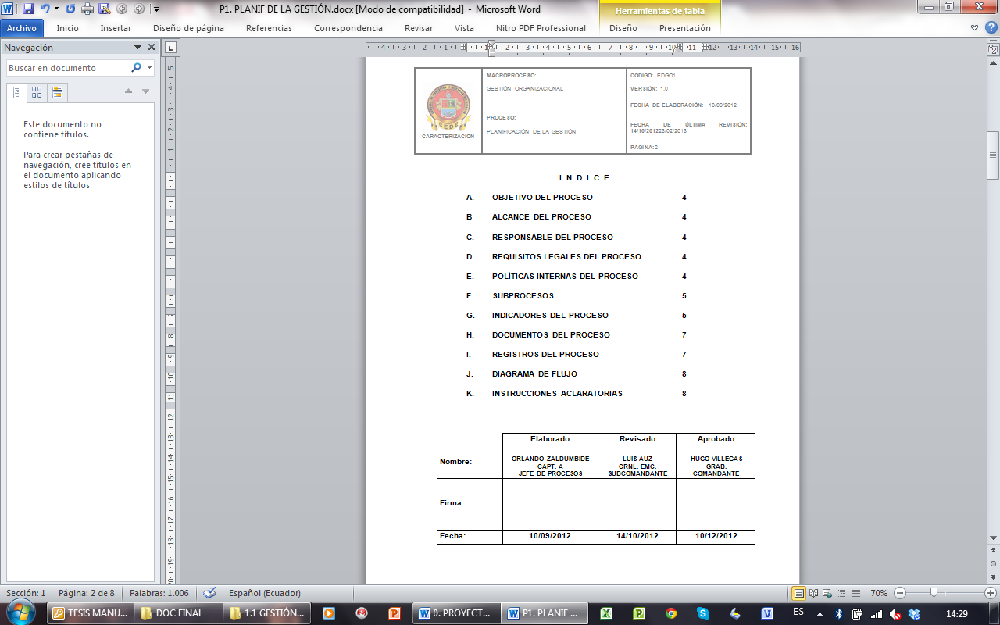 P1. PLANIF DE LA GESTIÓN.docx [Modo de compatibilidad] - Microsoft Word
Herramientas de tabla
Archivo Inicio Insertar Diseño de página Referencias Correspondencia Revisar Vista Nitro PDF Professional Diseño Presentación
Navegación
Buscar en documento
Este documento no
contiene títulos.
Para crear pestañas de
navegación, cree títulos en
el documento aplicando
estilos de títulos.
CEDE
CARACTERIZACIÓN
MACROPROCESO:
GESTIÓN ORGANIZACIONAL
PROCESO:
PLANIFICACIÓN DE LA GESTIÓN
CÓDIGO: EDGO1
VERSIÓN: 1.0
FECHA DE ELABORACIÓN: 10/09/2012
FECHA DE ÚLTIMA REVISIÓN:
14/10/201223/02/2013
PAGINA:2
I N D I C E
A. OBJETIVO DEL PROCESO 4
B ALCANCE DEL PROCESO 4
C. RESPONSABLE DEL PROCESO 4
D. REQUISITOS LEGALES DEL PROCESO 4
E. POLÌTICAS INTERNAS DEL PROCESO 4
F. SUBPROCESOS 5
G. INDICADORES DEL PROCESO 5
H. DOCUMENTOS DEL PROCESO 7
I. REGISTROS DEL PROCESO 7
J. DIAGRAMA DE FLUJO 8
K. INSTRUCCIONES ACLARATORIAS 8
Elaborado Revisado Aprobado
Nombre:
ORLANDO ZALDUMBIDE
CAPT. A
JEFE DE PROCESOS
LUIS AUZ
CRNL. EMC.
SUBCOMANDANTE
HUGO VILLEGAS
GRAB.
COMANDANTE
Firma:
Fecha: 10/09/2012 14/10/2012 10/12/2012
Sección: 1 Página: 2 de 8 Palabras: 1.006 Español (Ecuador) 70%
TESIS MANU... DOC FINAL 1.1 GESTIÓN... 0. PROYECT... P1. PLANIF ... ES 14:29